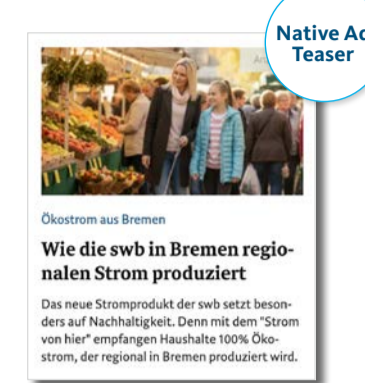 Native Ad
Teaser
Ökostrom aus Bremen
Wie die swb in Bremen regio-
nalen Strom produziert
Das neue Stromprodukt der swb setzt beson-
ders auf Nachhaltigkeit. Denn mit dem "Strom
von hier" empfangen Haushalte 100% Öko-
strom, der regional in Bremen produziert wird.